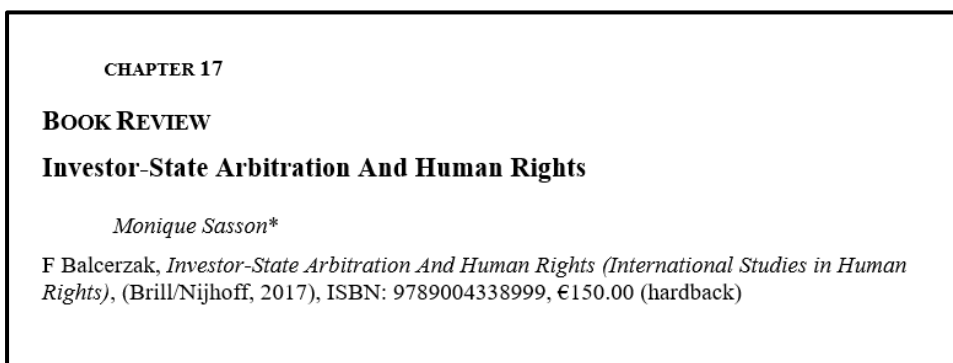 CHAPTER 17
BOOK REVIEW
Investor-State Arbitration And Human Rights
Monique Sasson*
F Balcerzak, Investor-State Arbitration And Human Rights (International Studies in Human
Rights), (Brill/Nijhoff, 2017), ISBN: 9789004338999, €150.00 (hardback)